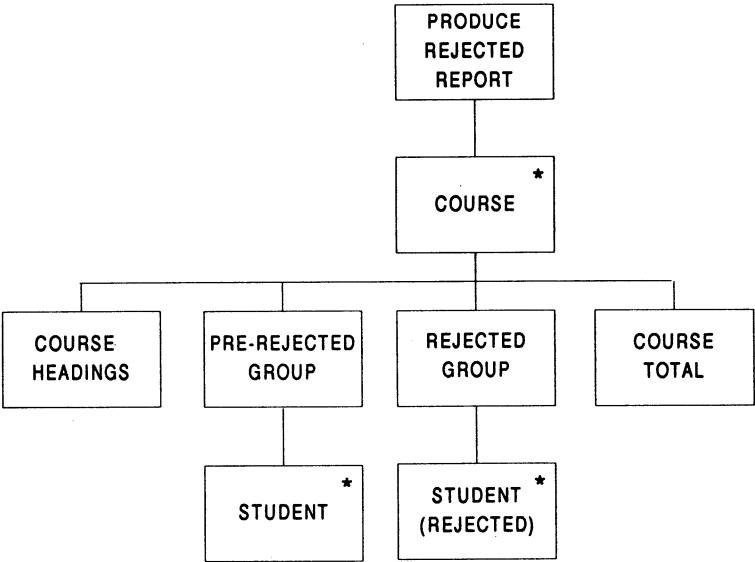 PRODUCE
REJECTED
REPORT
*
COURSE
COURSE
HEADINGS
PRE-REJECTED
GROUP
REJECTED
GROUP
COURSE
TOTAL
*
STUDENT
*
STUDENT
(REJECTED)